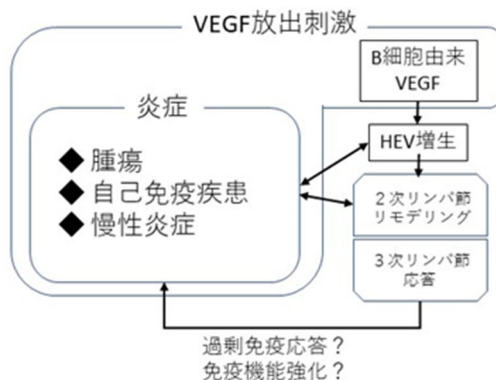 VEGF放出刺激
B細胞由来
VEGF
炎症
HEV増生
◆ 腫瘍
◆ 自己免疫疾患
◆ 慢性炎症
２次リンパ節
リモデリング
３次リンパ節
応答
過剰免疫応答？
免疫機能強化？